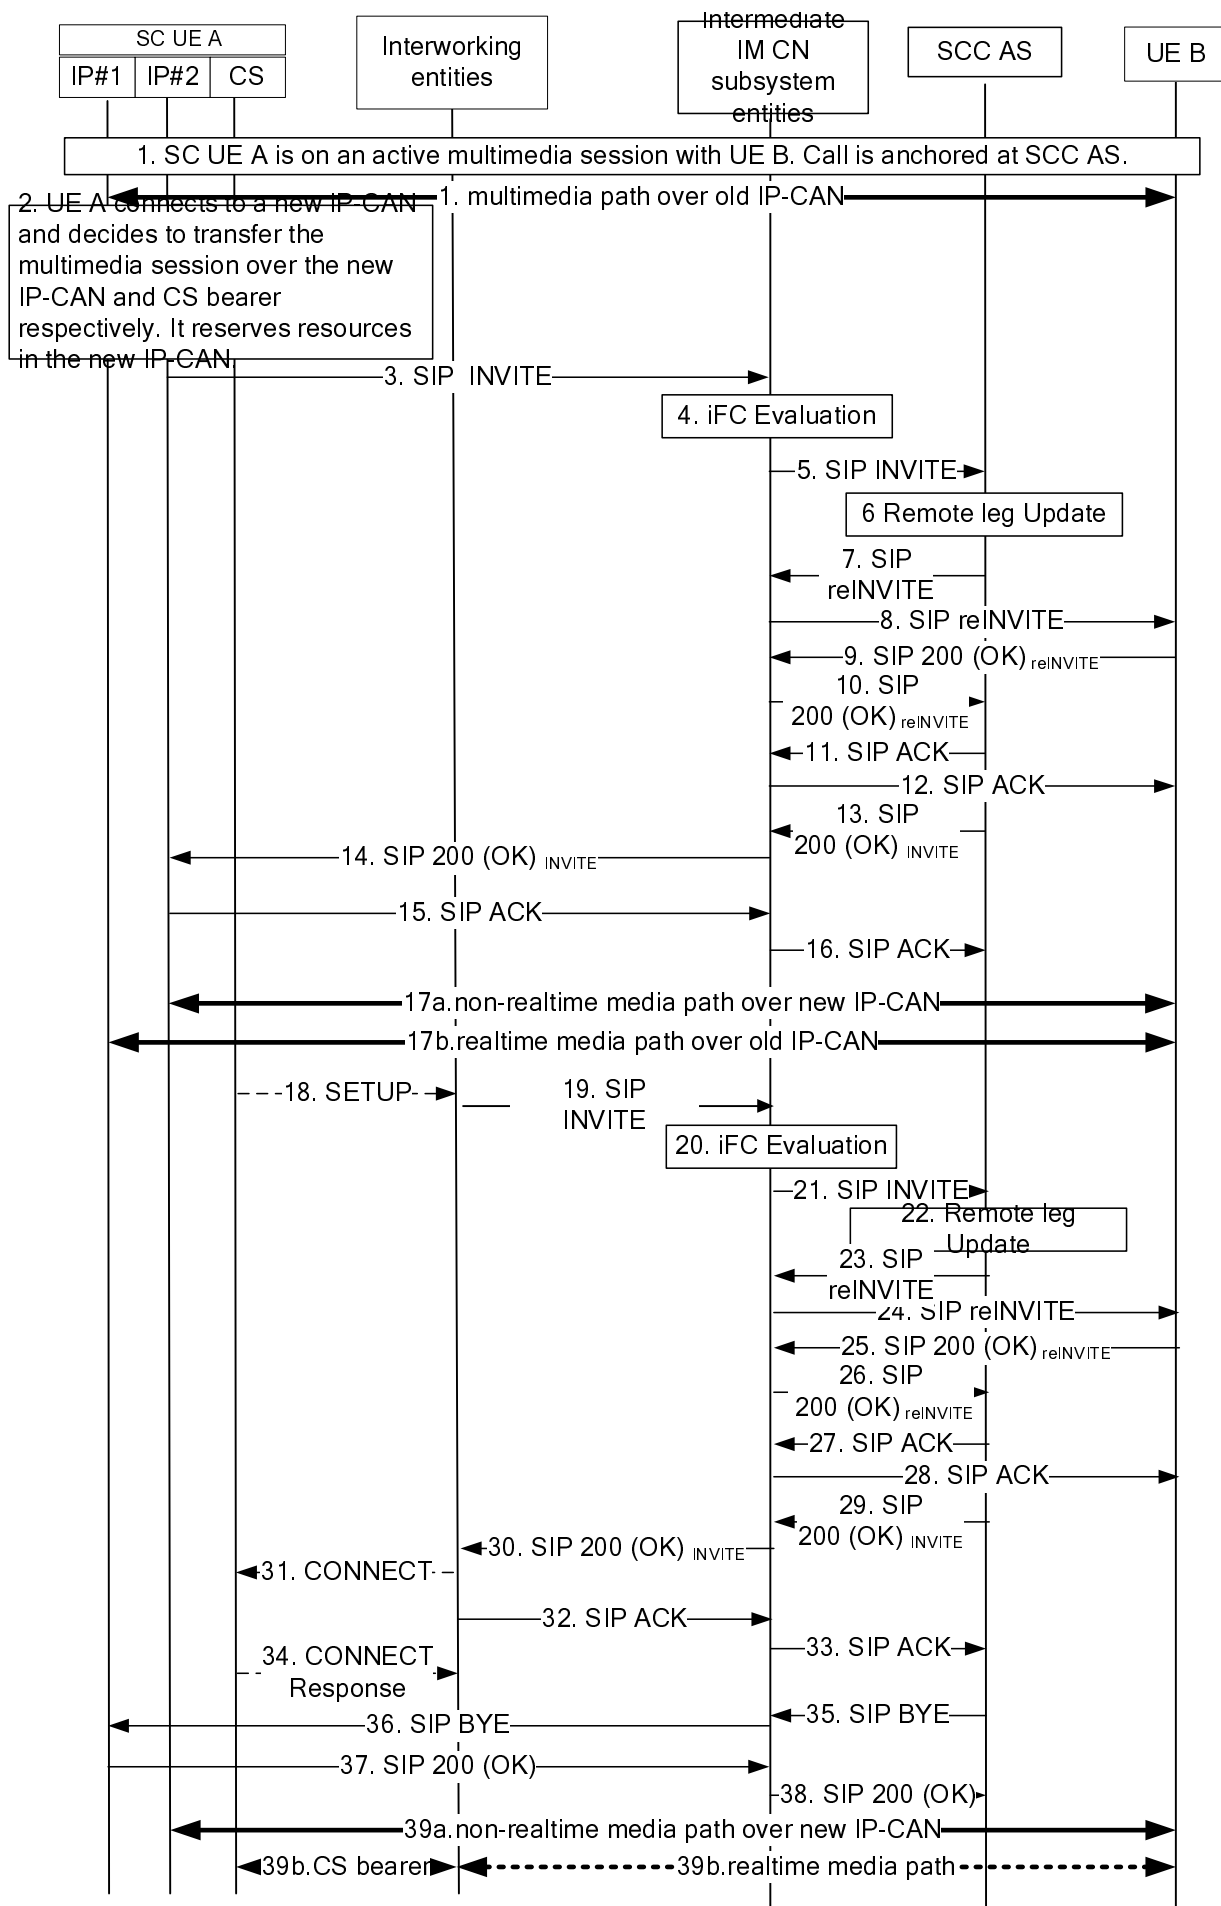 SC UE A
IP#1
IP#2
CS
Interworking
entities
Intermediate
IM CN
subsystem
entities
SCC AS
UE B
1. SC UE A is on an active multimedia session with UE B. Call is anchored at SCC AS.
1. multimedia path over old IP-CAN
2. UE A connects to a new IP-CAN
and decides to transfer the
multimedia session over the new
IP-CAN and CS bearer
respectively. It reserves resources
in the new IP-CAN.
3. SIP  INVITE
4. iFC Evaluation
5. SIP INVITE
6 Remote leg Update
7. SIP
reINVITE
8. SIP reINVITE
9. SIP 200 (OK) reINVITE
10. SIP
200 (OK) reINVITE
11. SIP ACK
12. SIP ACK
13. SIP
200 (OK) INVITE
14. SIP 200 (OK) INVITE
15. SIP ACK
16. SIP ACK
17a.non-realtime media path over new IP-CAN
17b.realtime media path over old IP-CAN
18. SETUP
19. SIP
INVITE
20. iFC Evaluation
21. SIP INVITE
22. Remote leg
Update
23. SIP
reINVITE
24. SIP reINVITE
25. SIP 200 (OK) reINVITE
26. SIP
200 (OK) reINVITE
27. SIP ACK
28. SIP ACK
29. SIP
200 (OK) INVITE
30. SIP 200 (OK) INVITE
31. CONNECT
32. SIP ACK
33. SIP ACK
34. CONNECT
Response
35. SIP BYE
36. SIP BYE
37. SIP 200 (OK)
38. SIP 200 (OK)
39a.non-realtime media path over new IP-CAN
39b.CS bearer
39b.realtime media path